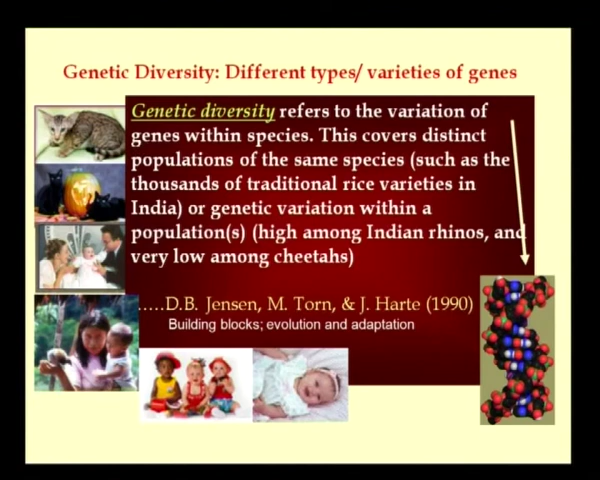 Genetic Diversity: Different types/ varieties of genes
Genetic diversity refers to the variation of
genes within species. This covers distinct
populations of the same species (such as the
thousands of traditional rice varieties in
India) or genetic variation within a
population(s) (high among Indian rhinos, and
very low among cheetahs)
.....D.B. Jensen, M. Torn, & J. Harte (1990)
Building blocks; evolution and adaptation